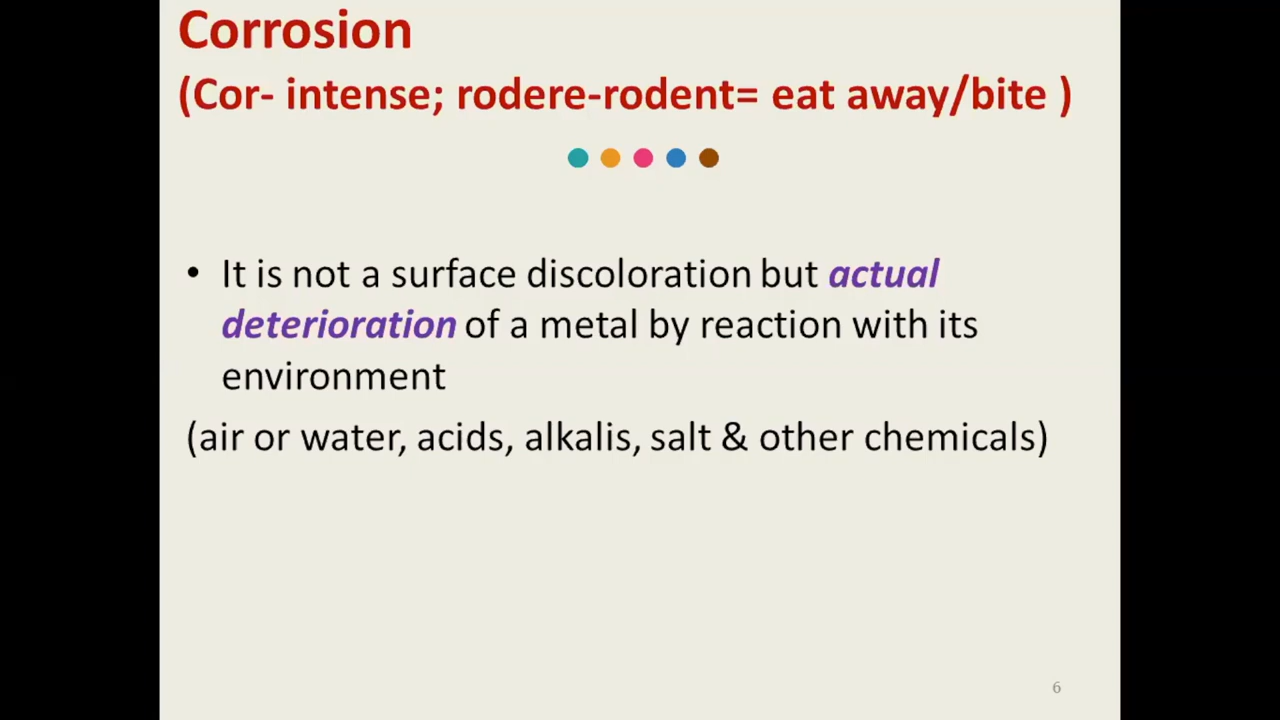 Corrosion
(Cor- intense; rodere-rodent= eat away/bite )
• It is not a surface discoloration but actual
deterioration of a metal by reaction with its
environment
(air or water, acids, alkalis, salt & other chemicals)
6